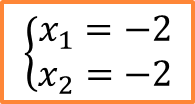 x₁ = −2
x₂ = −2